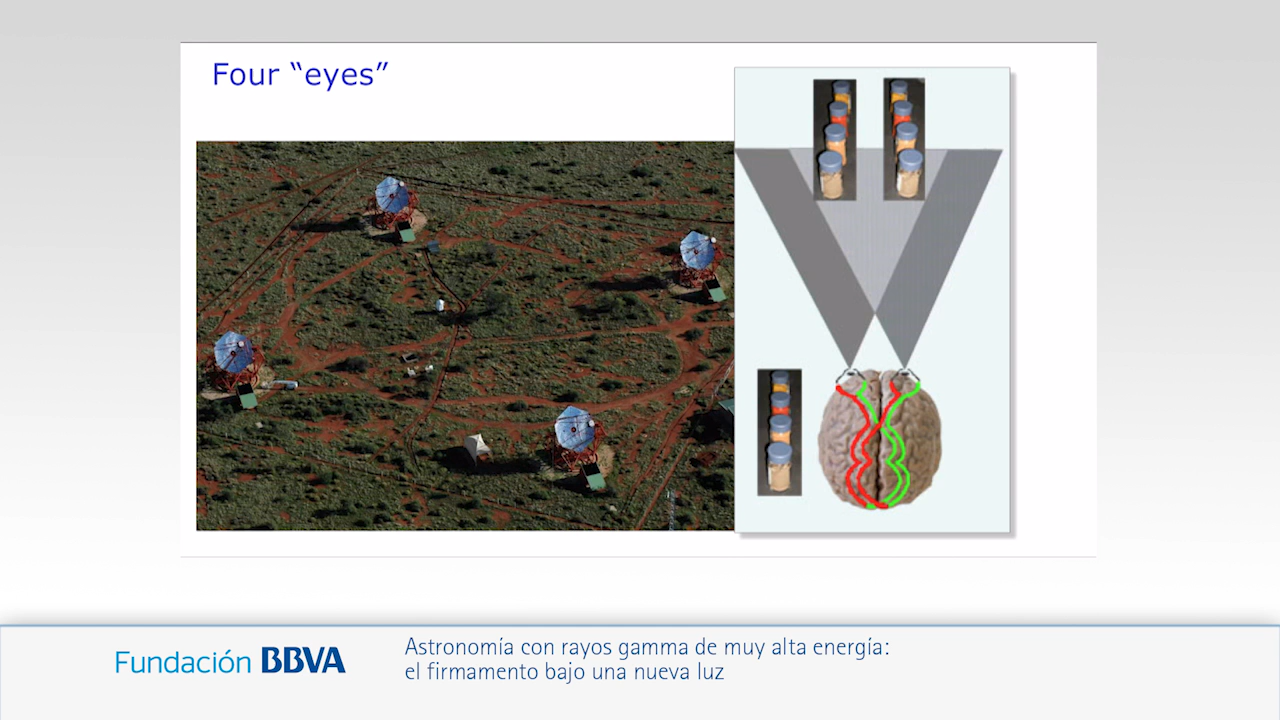 Four “eyes”
Fundación BBVA
Astronomía con rayos gamma de muy alta energía:
el firmamento bajo una nueva luz